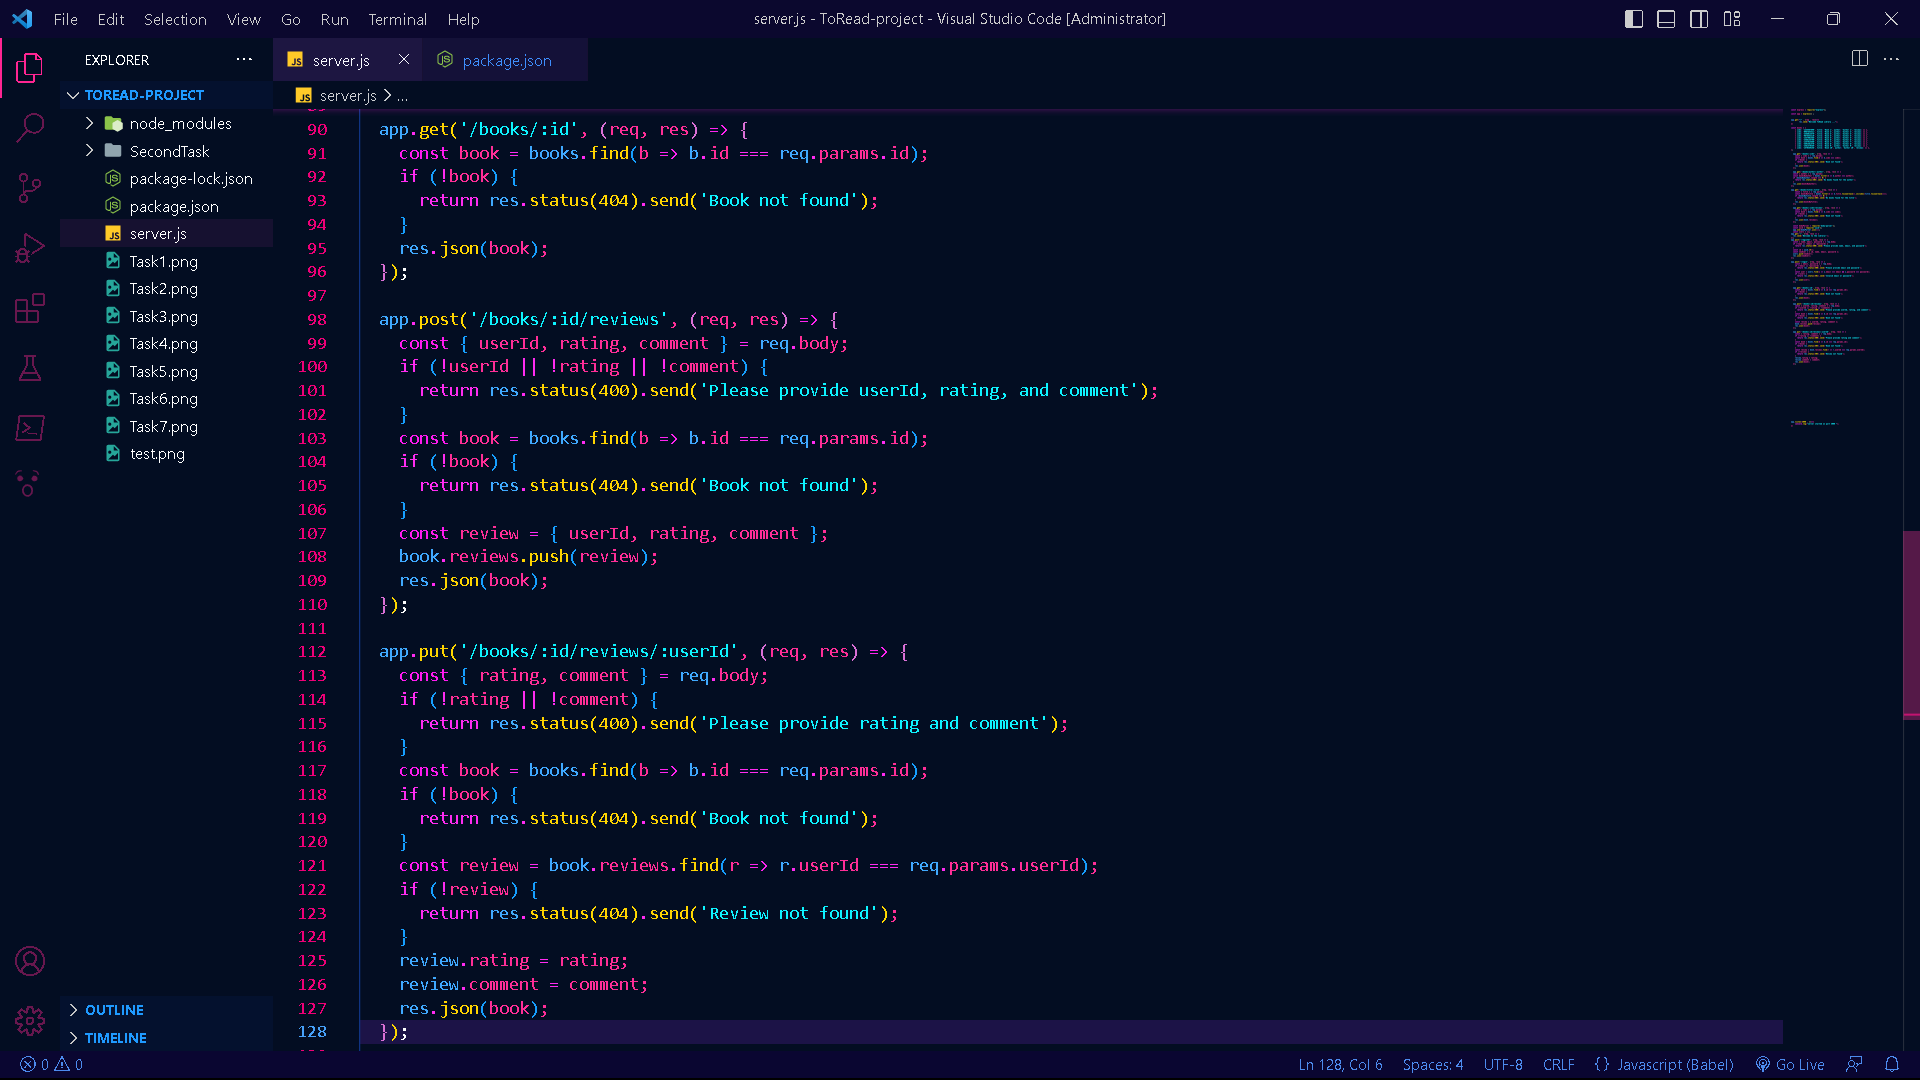 File Edit Selection View Go Run Terminal Help
server.js - ToRead-project - Visual Studio Code [Administrator]
EXPLORER
TOREAD-PROJECT
node_modules
SecondTask
package-lock.json
package.json
server.js
Task1.png
Task2.png
Task3.png
Task4.png
Task5.png
Task6.png
Task7.png
test.png
OUTLINE
TIMELINE
server.js
package.json
server.js > ...
90 app.get('/books/:id', (req, res) => {
91 const book = books.find(b => b.id === req.params.id);
92 if (!book) {
93 return res.status(404).send('Book not found');
94 }
95 res.json(book);
96 });
97
98 app.post('/books/:id/reviews', (req, res) => {
99 const { userId, rating, comment } = req.body;
100 if (!userId || !rating || !comment) {
101 return res.status(400).send('Please provide userId, rating, and comment');
102 }
103 const book = books.find(b => b.id === req.params.id);
104 if (!book) {
105 return res.status(404).send('Book not found');
106 }
107 const review = { userId, rating, comment };
108 book.reviews.push(review);
109 res.json(book);
110 });
111
112 app.put('/books/:id/reviews/:userId', (req, res) => {
113 const { rating, comment } = req.body;
114 if (!rating || !comment) {
115 return res.status(400).send('Please provide rating and comment');
116 }
117 const book = books.find(b => b.id === req.params.id);
118 if (!book) {
119 return res.status(404).send('Book not found');
120 }
121 const review = book.reviews.find(r => r.userId === req.params.userId);
122 if (!review) {
123 return res.status(404).send('Review not found');
124 }
125 review.rating = rating;
126 review.comment = comment;
127 res.json(book);
128 });
0 0
Ln 128, Col 6 Spaces: 4 UTF-8 CRLF {} Javascript (Babel) Go Live